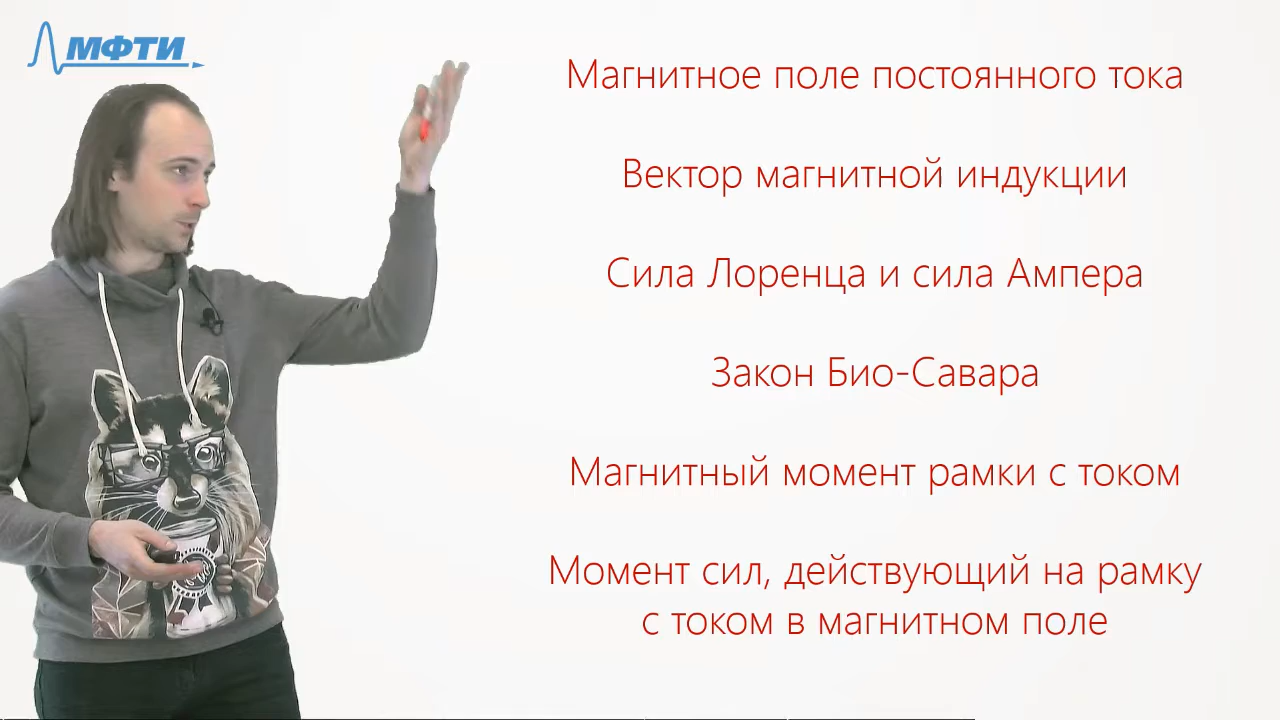 МФТИ
Магнитное поле постоянного тока
Вектор магнитной индукции
Сила Лоренца и сила Ампера
Закон Био-Савара
Магнитный момент рамки с током
Момент сил, действующий на рамку
с током в магнитном поле